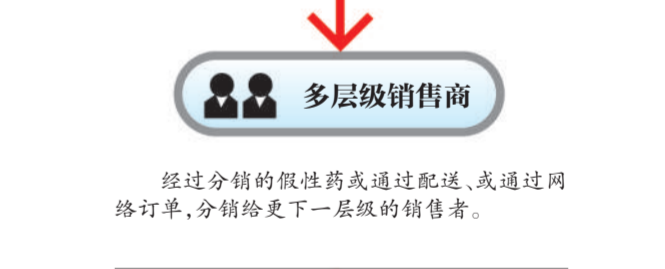 多层级销售商
经过分销的假性药或通过配送、或通过网
络订单,分销给更下一层级的销售者。